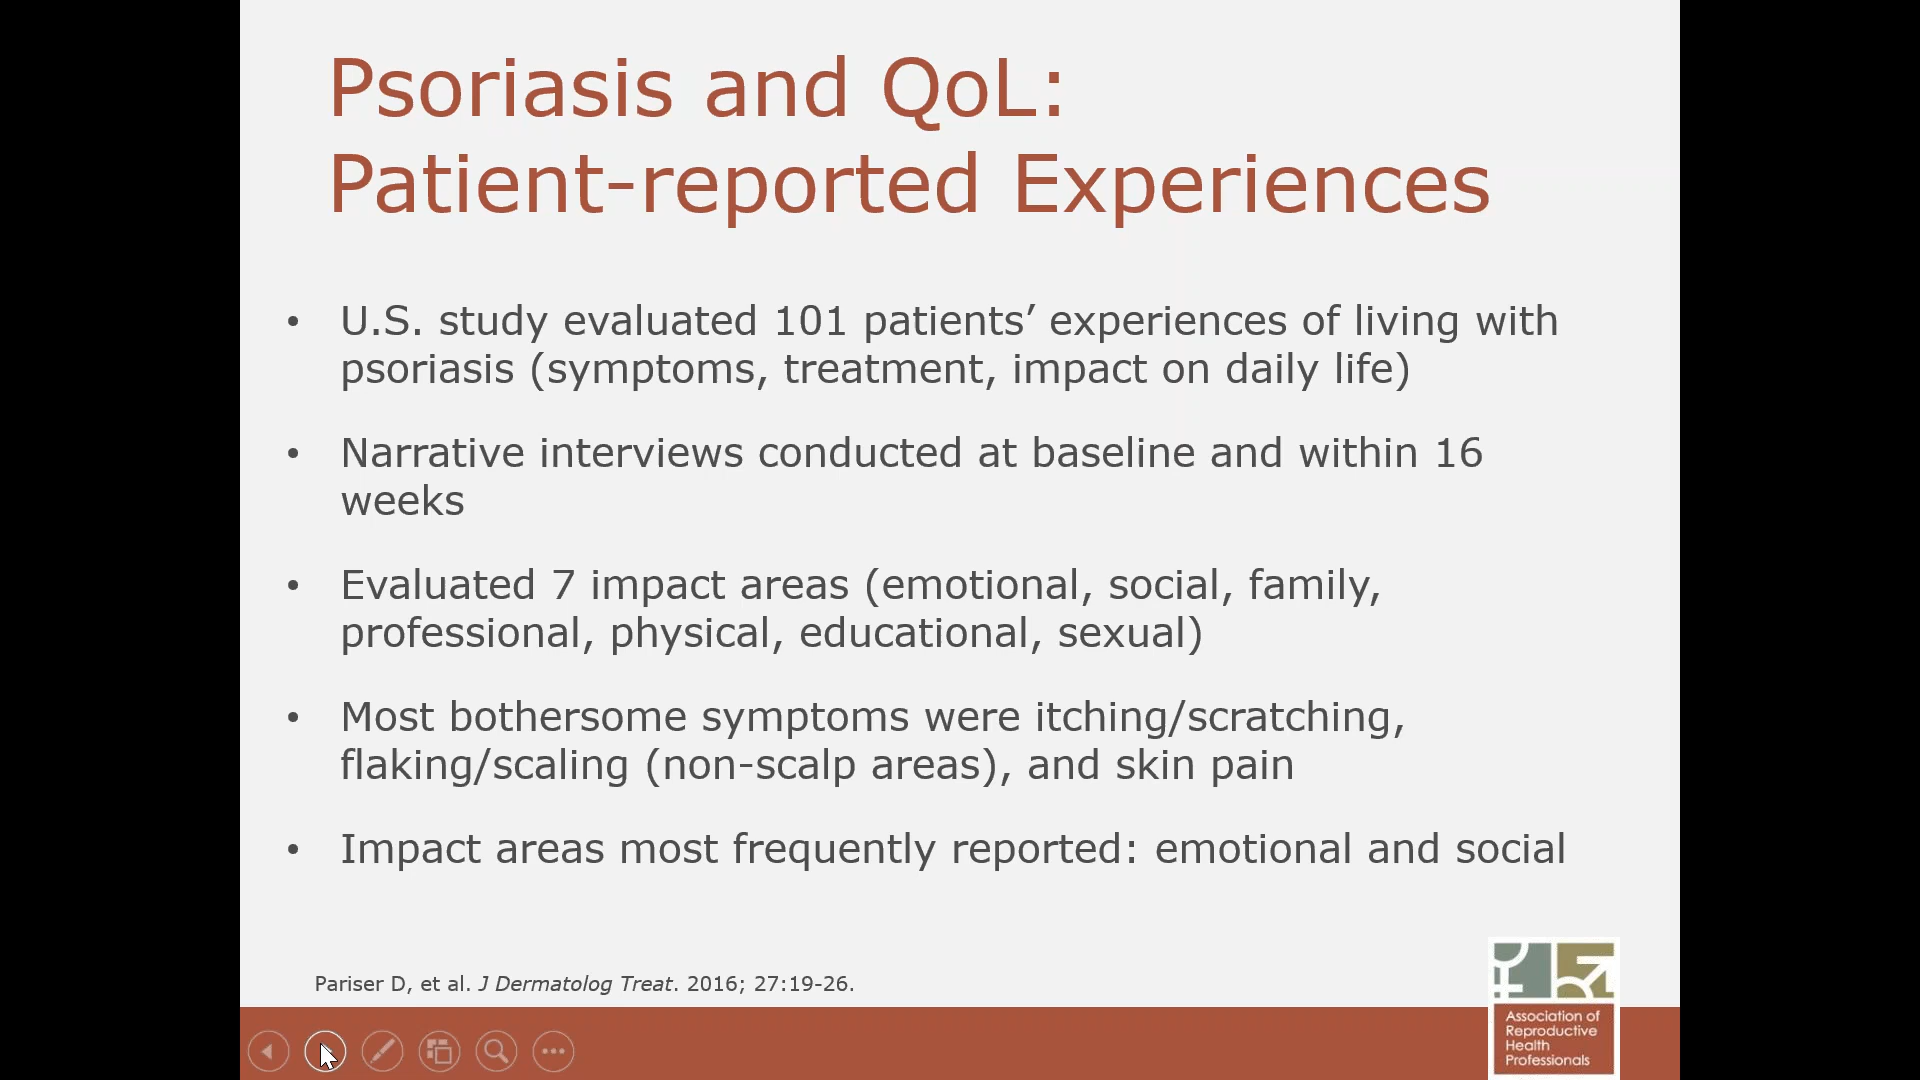 Psoriasis and QoL:
Patient-reported Experiences
• U.S. study evaluated 101 patients’ experiences of living with
psoriasis (symptoms, treatment, impact on daily life)
• Narrative interviews conducted at baseline and within 16
weeks
• Evaluated 7 impact areas (emotional, social, family,
professional, physical, educational, sexual)
• Most bothersome symptoms were itching/scratching,
flaking/scaling (non-scalp areas), and skin pain
• Impact areas most frequently reported: emotional and social
Pariser D, et al. J Dermatolog Treat. 2016; 27:19-26.
Association of
Reproductive
Health
Professionals